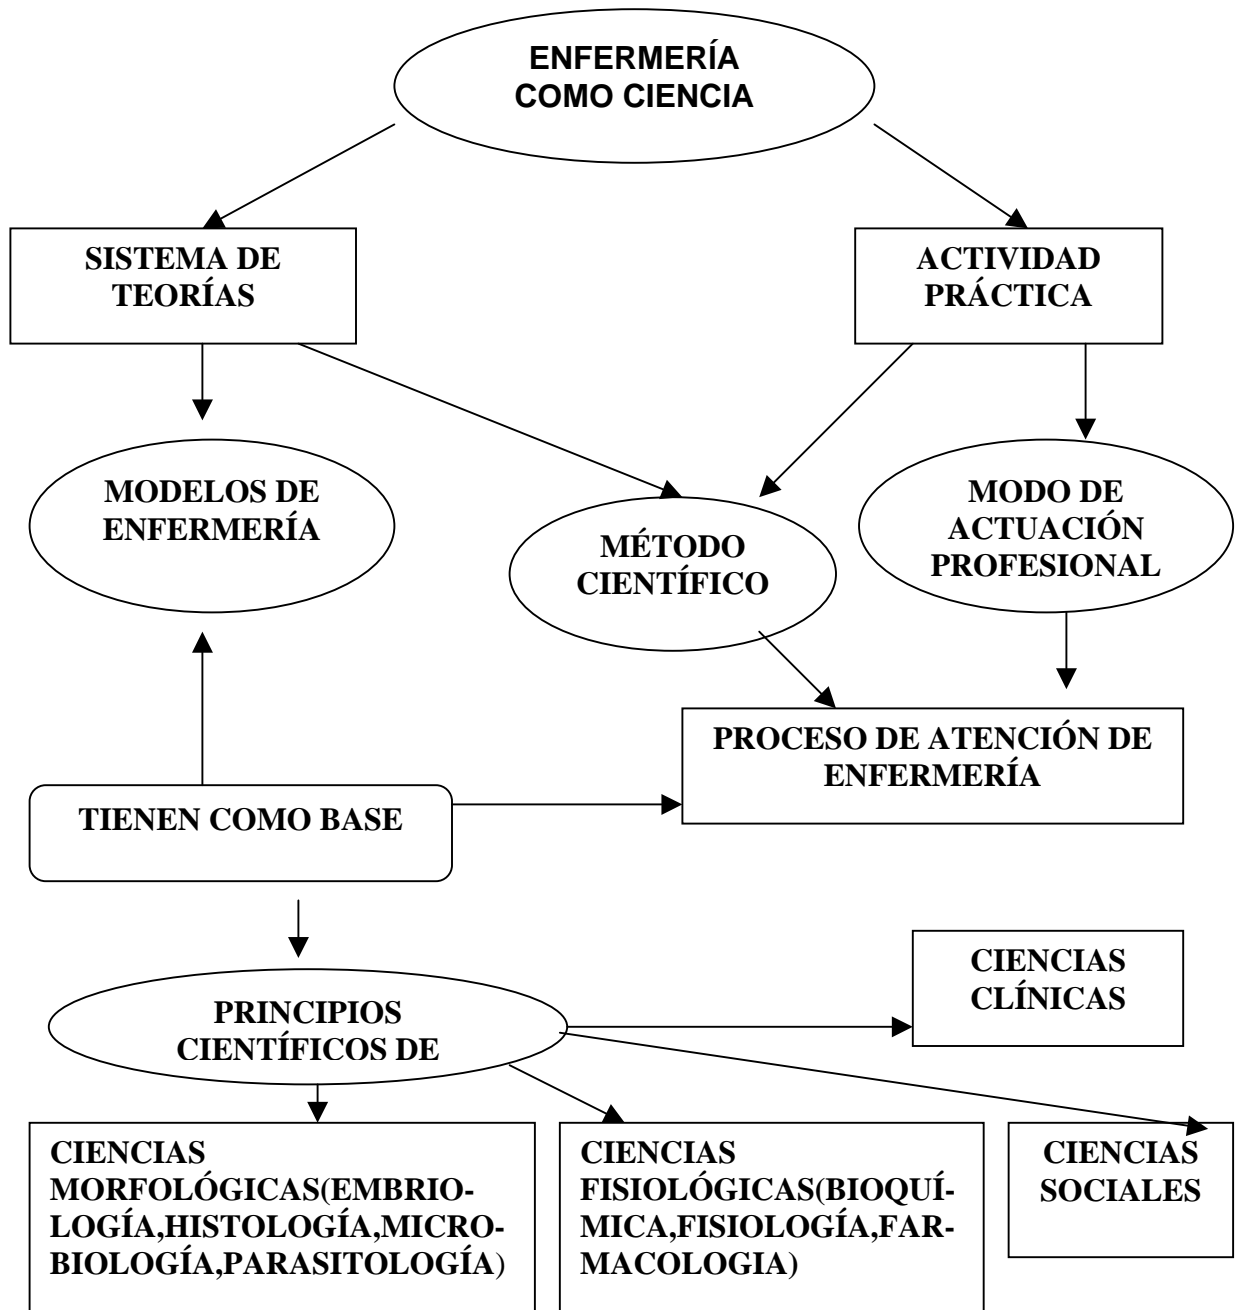 ENFERMERÍA
COMO CIENCIA
SISTEMA DE
TEORÍAS
ACTIVIDAD
PRÁCTICA
MODELOS DE
ENFERMERÍA
MÉTODO
CIENTÍFICO
MODO DE
ACTUACIÓN
PROFESIONAL
PROCESO DE ATENCIÓN DE
ENFERMERÍA
TIENEN COMO BASE
CIENCIAS
CLÍNICAS
PRINCIPIOS
CIENTÍFICOS DE
CIENCIAS
MORFOLÓGICAS(EMBRIO-
LOGÍA,HISTOLOGÍA,MICRO-
BIOLOGÍA,PARASITOLOGÍA)
CIENCIAS
FISIOLÓGICAS(BIOQUÍ-
MICA,FISIOLOGÍA,FAR-
MACOLOGIA)
CIENCIAS
SOCIALES